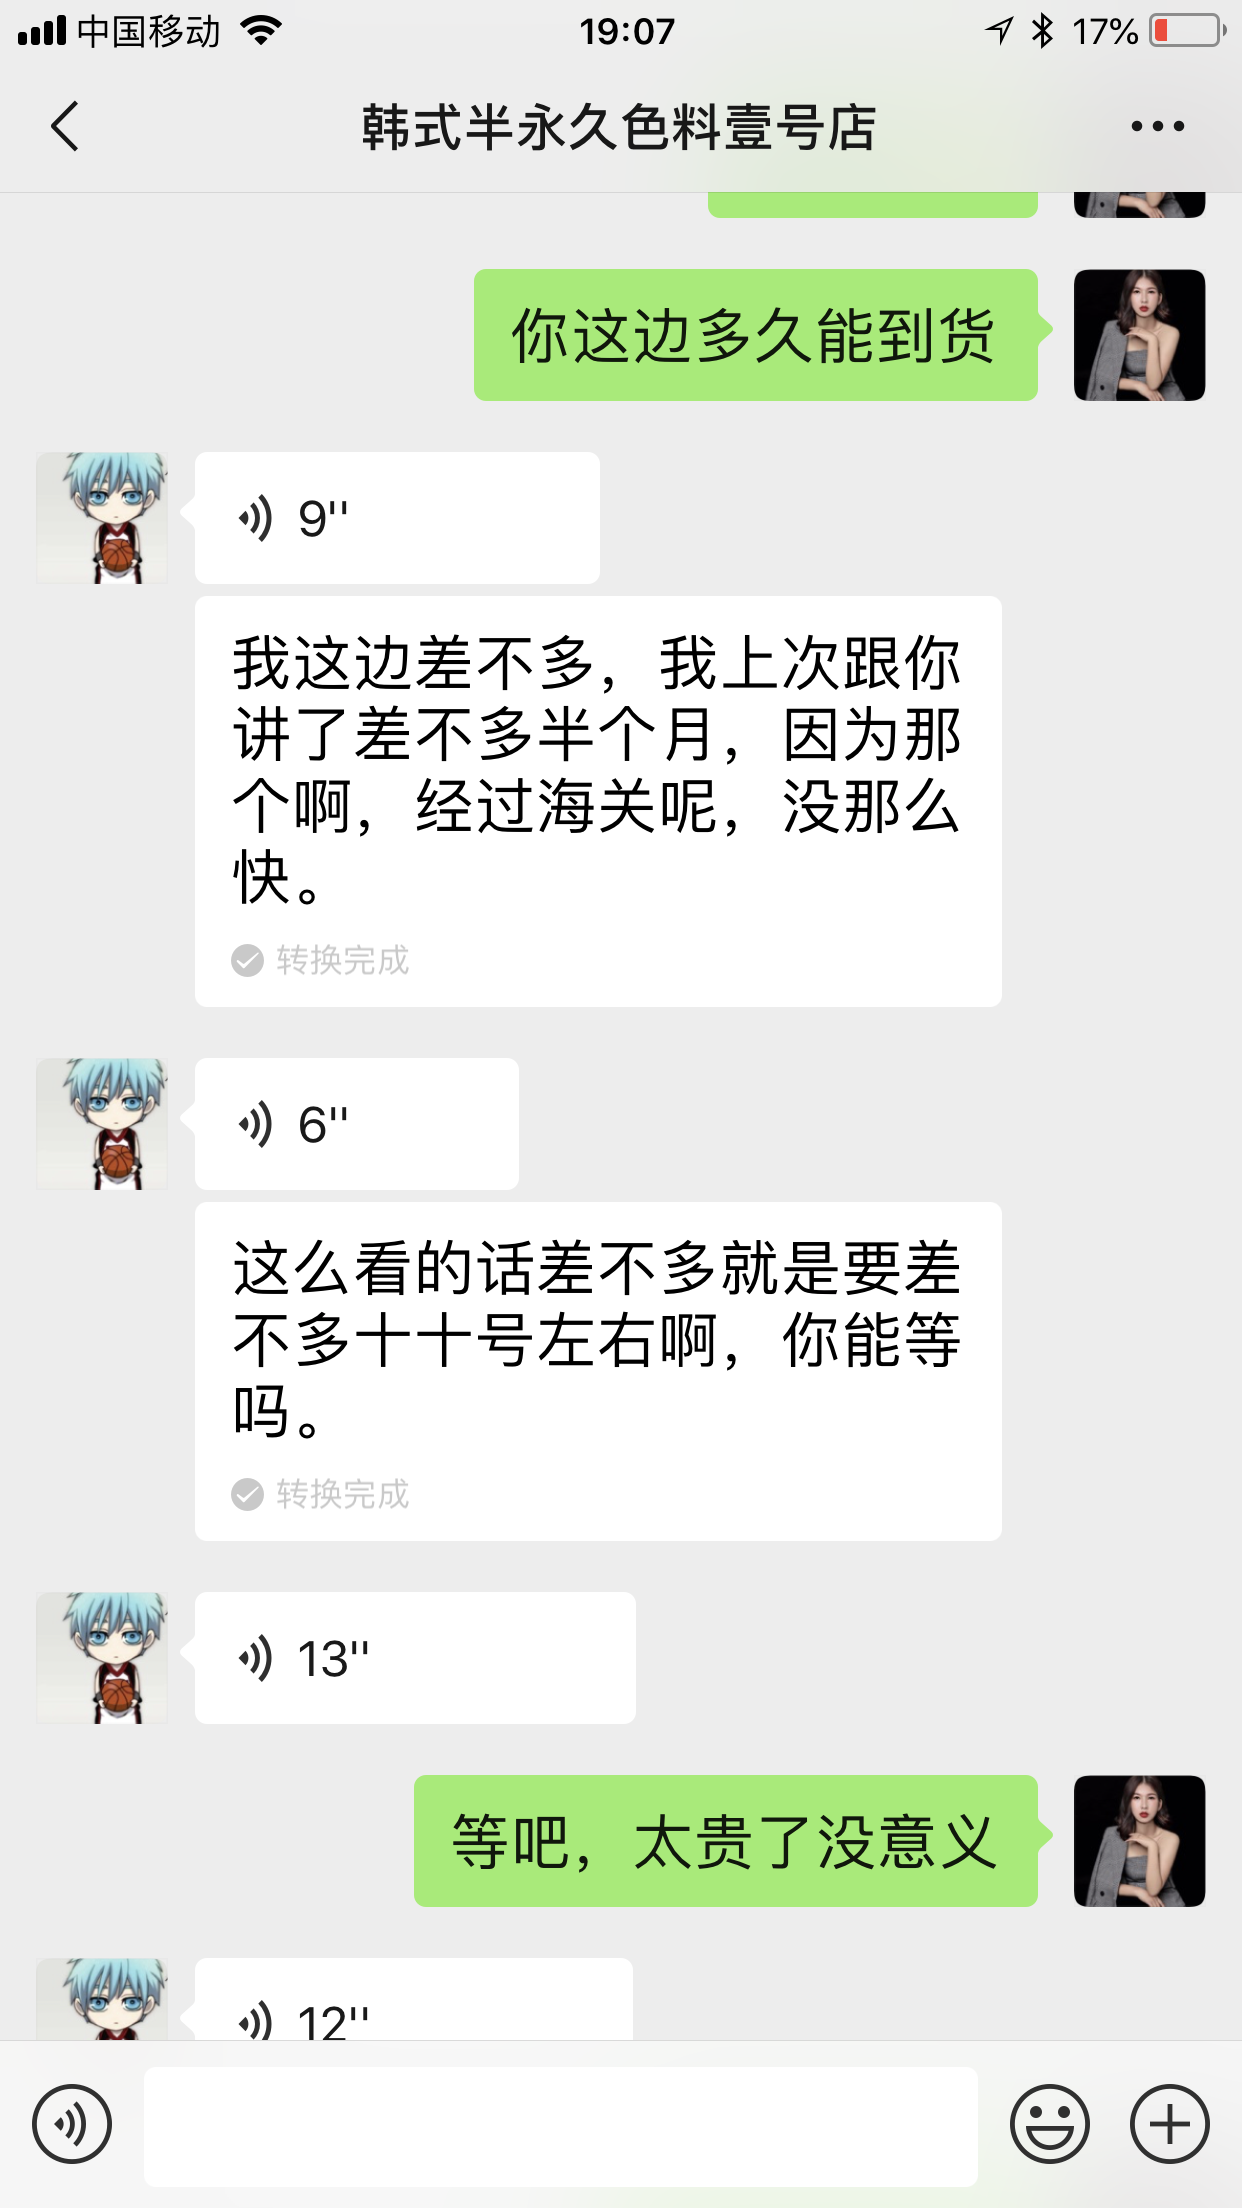 中国移动
19:07
17%
韩式半永久色料壹号店
你这边多久能到货
9''
我这边差不多，我上次跟你
讲了差不多半个月，因为那
个啊，经过海关呢，没那么
快。
转换完成
6''
这么看的话差不多就是要差
不多十十号左右啊，你能等
吗。
转换完成
13''
等吧，太贵了没意义
12''